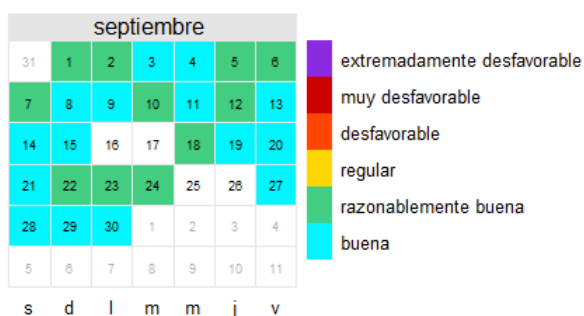 septiembre
31 1 2 3 4 5 6
7 8 9 10 11 12 13
14 15 16 17 18 19 20
21 22 23 24 25 26 27
28 29 30 1 2 3 4
5 6 7 8 9 10 11
s d l m m j v
extremadamente desfavorable
muy desfavorable
desfavorable
regular
razonablemente buena
buena